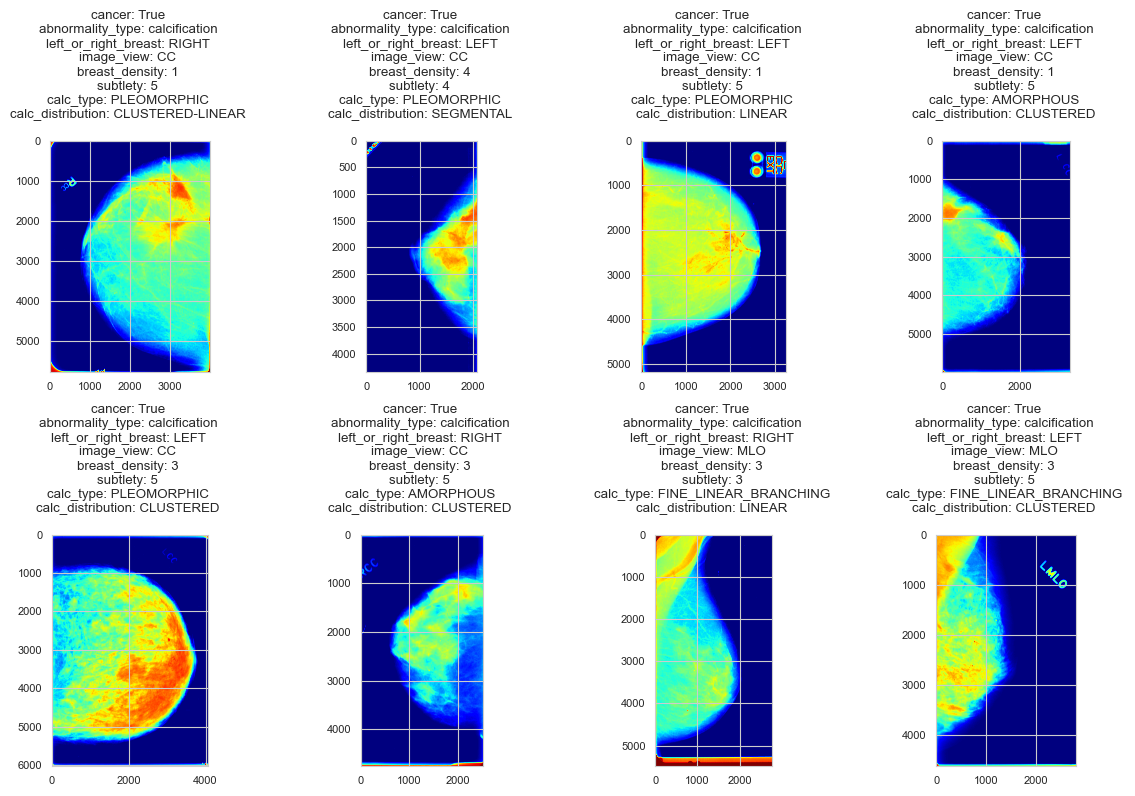 cancer: True
abnormality_type: calcification
left_or_right_breast: RIGHT
image_view: CC
breast_density: 1
subtlety: 5
calc_type: PLEOMORPHIC
calc_distribution: CLUSTERED-LINEAR
0
1000
2000
3000
4000
5000
0
1000
2000
3000
cancer: True
abnormality_type: calcification
left_or_right_breast: LEFT
image_view: CC
breast_density: 4
subtlety: 4
calc_type: PLEOMORPHIC
calc_distribution: SEGMENTAL
0
500
1000
1500
2000
2500
3000
3500
4000
0
1000
2000
cancer: True
abnormality_type: calcification
left_or_right_breast: LEFT
image_view: CC
breast_density: 1
subtlety: 5
calc_type: PLEOMORPHIC
calc_distribution: LINEAR
0
1000
2000
3000
4000
5000
0
1000
2000
3000
cancer: True
abnormality_type: calcification
left_or_right_breast: LEFT
image_view: CC
breast_density: 1
subtlety: 5
calc_type: AMORPHOUS
calc_distribution: CLUSTERED
0
1000
2000
3000
4000
5000
0
2000
cancer: True
abnormality_type: calcification
left_or_right_breast: LEFT
image_view: CC
breast_density: 3
subtlety: 5
calc_type: PLEOMORPHIC
calc_distribution: CLUSTERED
0
1000
2000
3000
4000
5000
6000
0
2000
4000
cancer: True
abnormality_type: calcification
left_or_right_breast: RIGHT
image_view: CC
breast_density: 3
subtlety: 5
calc_type: AMORPHOUS
calc_distribution: CLUSTERED
0
1000
2000
3000
4000
RCC
0
2000
cancer: True
abnormality_type: calcification
left_or_right_breast: RIGHT
image_view: MLO
breast_density: 3
subtlety: 3
calc_type: FINE_LINEAR_BRANCHING
calc_distribution: LINEAR
0
1000
2000
3000
4000
5000
0
2000
cancer: True
abnormality_type: calcification
left_or_right_breast: LEFT
image_view: MLO
breast_density: 3
subtlety: 5
calc_type: FINE_LINEAR_BRANCHING
calc_distribution: CLUSTERED
0
1000
2000
3000
4000
L MLO
0
1000
2000